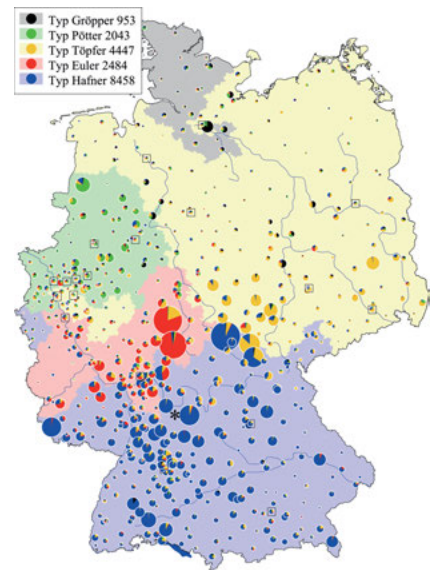 Typ Gröpper 953
Typ Pötter 2043
Typ Töpfer 4447
Typ Euler 2484
Typ Hafner 8458
*